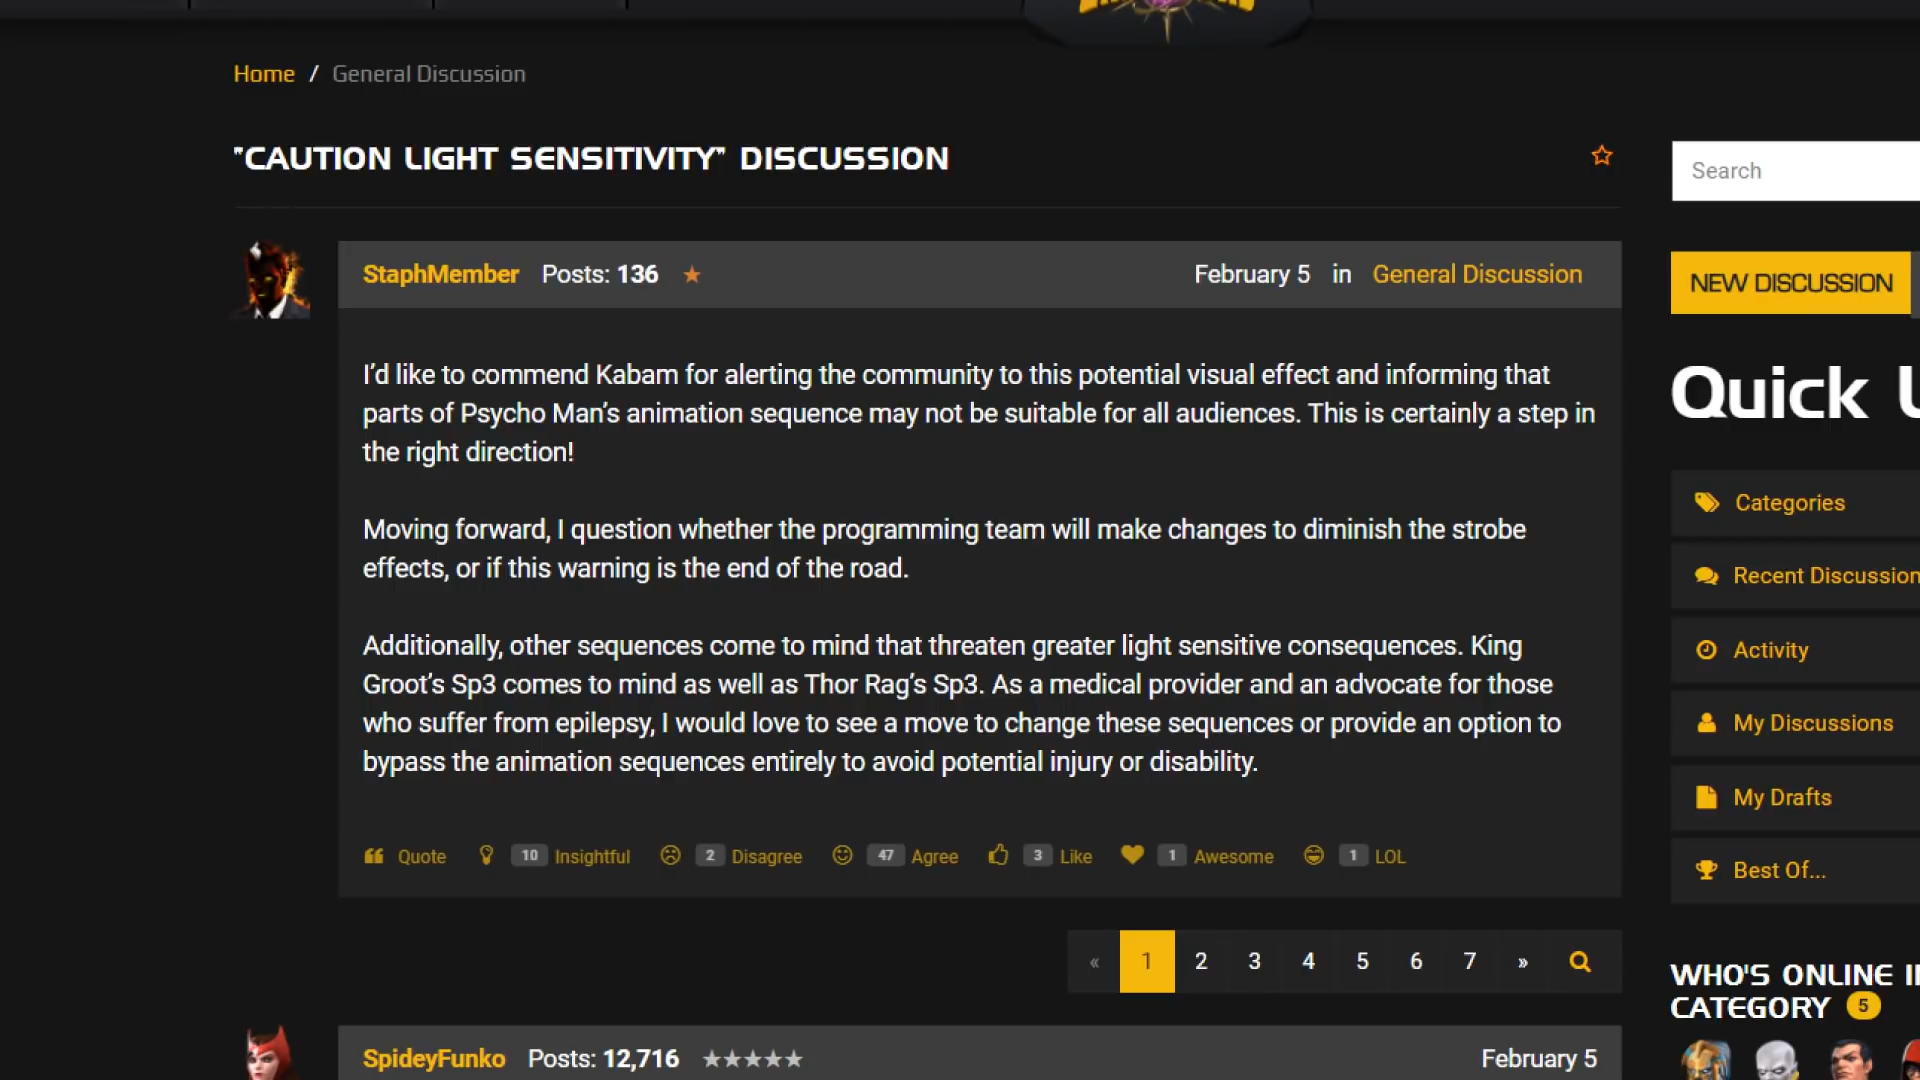 Home / General Discussion
"CAUTION LIGHT SENSITIVITY" DISCUSSION
Search
StaphMember Posts: 136 February 5 in General Discussion
NEW DISCUSSION
I'd like to commend Kabam for alerting the community to this potential visual effect and informing that
parts of Psycho Man's animation sequence may not be suitable for all audiences. This is certainly a step in
the right direction!
Quick
Moving forward, I question whether the programming team will make changes to diminish the strobe
effects, or if this warning is the end of the road.
Additionally, other sequences come to mind that threaten greater light sensitive consequences. King
Groot's Sp3 comes to mind as well as Thor Rag's Sp3. As a medical provider and an advocate for those
who suffer from epilepsy, I would love to see a move to change these sequences or provide an option to
bypass the animation sequences entirely to avoid potential injury or disability.
Categories
Recent Discussion
Activity
My Discussions
My Drafts
Best Of...
Quote 10 Insightful 2 Disagree 47 Agree 3 Like 1 Awesome 1 LOL
« 1 2 3 4 5 6 7 »
WHO'S ONLINE IN
CATEGORY 5
SpideyFunko Posts: 12,716 February 5